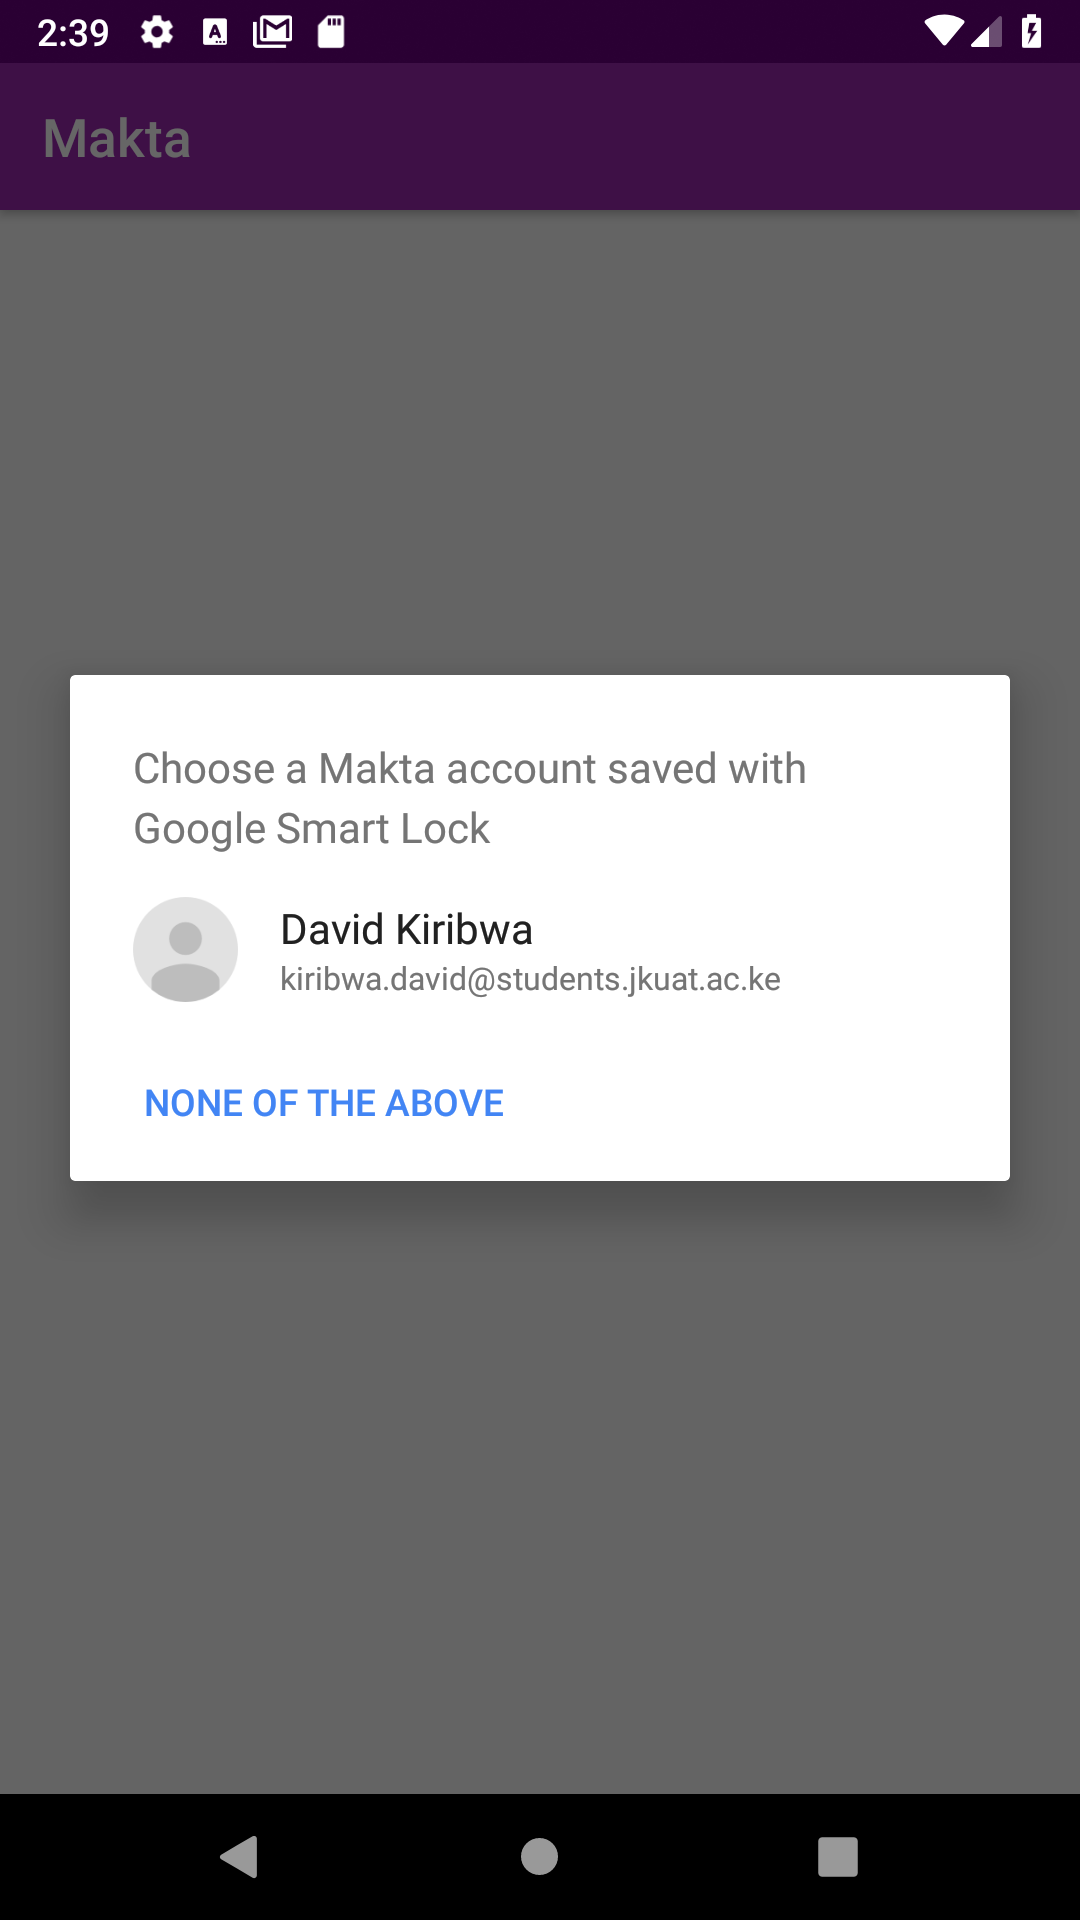 2:39
Makta
Choose a Makta account saved with
Google Smart Lock
David Kiribwa
kiribwa.david@students.jkuat.ac.ke
NONE OF THE ABOVE